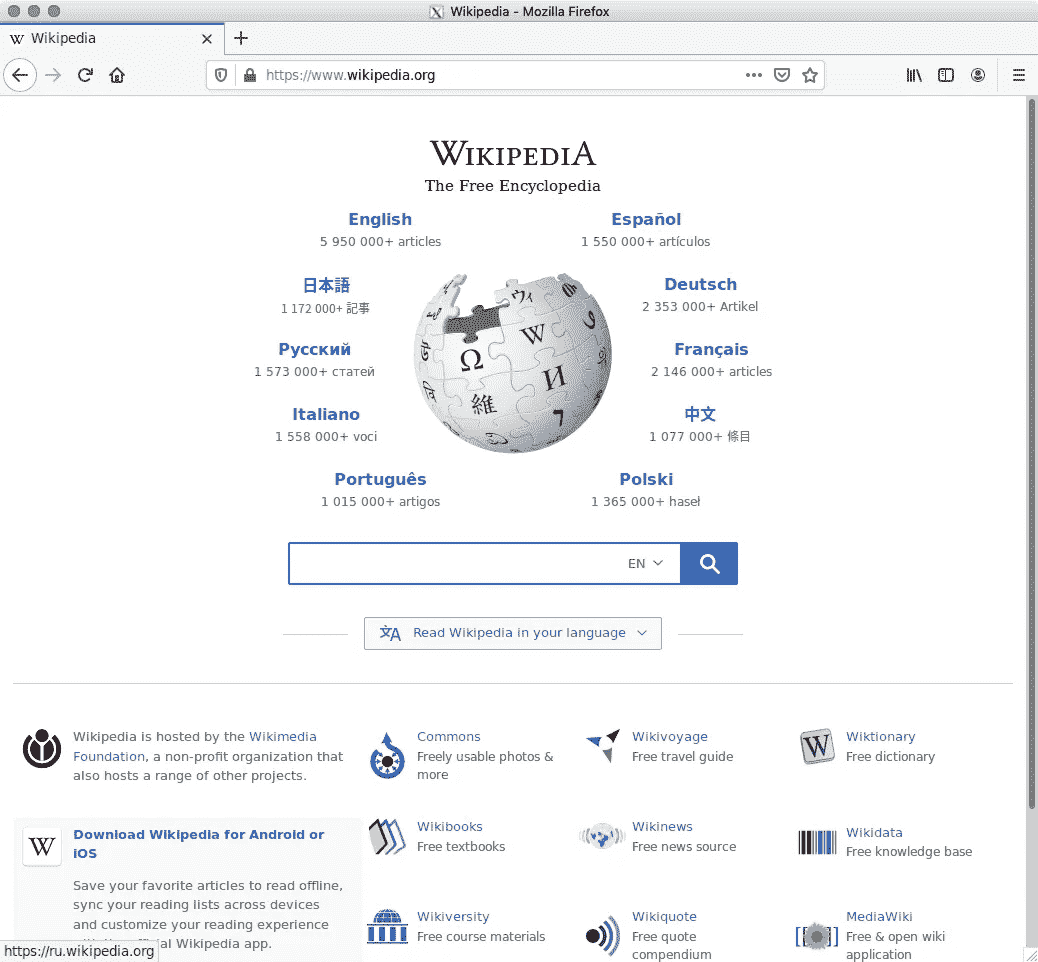 Wikipedia - Mozilla Firefox
Wikipedia
https://www.wikipedia.org
WIKIPEDIA
The Free Encyclopedia
English
5 950 000+ articles
Español
1 550 000+ artículos
日本語
1 172 000+ 記事
Deutsch
2 353 000+ Artikel
Русский
1 573 000+ статей
Français
2 146 000+ articles
Italiano
1 558 000+ voci
中文
1 077 000+ 條目
Português
1 015 000+ artigos
Polski
1 365 000+ haseł
Ω
W
И
維
ウィ
EN
文A Read Wikipedia in your language
Wikipedia is hosted by the Wikimedia
Foundation, a non-profit organization that
also hosts a range of other projects.
W
Download Wikipedia for Android or
iOS
Save your favorite articles to read offline,
sync your reading lists across devices
and customize your reading experience
Wikipedia app.
Commons
Freely usable photos &
more
Wikivoyage
Free travel guide
W
Wiktionary
Free dictionary
Wikibooks
Free textbooks
Wikinews
Free news source
Wikidata
Free knowledge base
Wikiversity
Free course materials
Wikiquote
Free quote
compendium
MediaWiki
Free & open wiki
application
https://ru.wikipedia.org